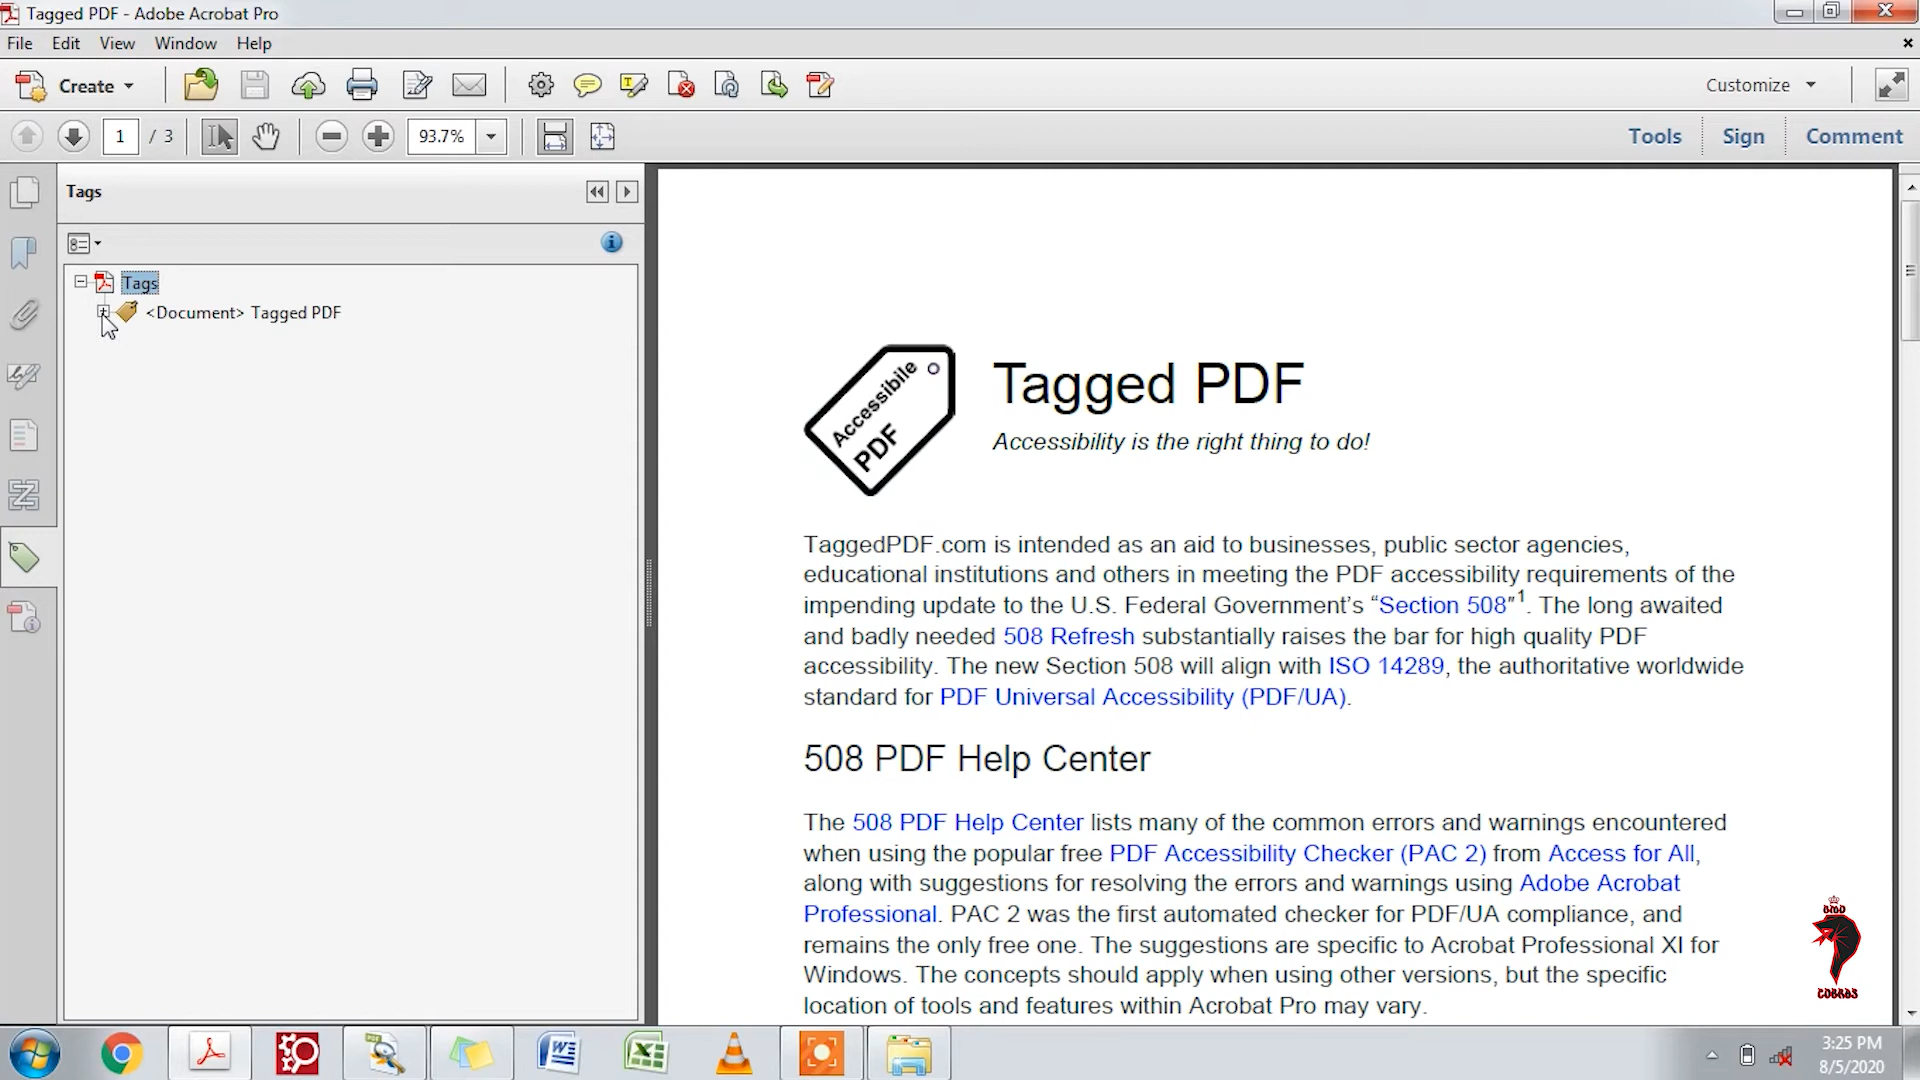 Tagged PDF - Adobe Acrobat Pro
File Edit View Window Help
Create
Customize
1 / 3
93.7%
Tools Sign Comment
Tags
Tags
<Document> Tagged PDF
Accessibile
PDF
Tagged PDF
Accessibility is the right thing to do!
TaggedPDF.com is intended as an aid to businesses, public sector agencies,
educational institutions and others in meeting the PDF accessibility requirements of the
impending update to the U.S. Federal Government’s “Section 508”1. The long awaited
and badly needed 508 Refresh substantially raises the bar for high quality PDF
accessibility. The new Section 508 will align with ISO 14289, the authoritative worldwide
standard for PDF Universal Accessibility (PDF/UA).
508 PDF Help Center
The 508 PDF Help Center lists many of the common errors and warnings encountered
when using the popular free PDF Accessibility Checker (PAC 2) from Access for All,
along with suggestions for resolving the errors and warnings using Adobe Acrobat
Professional. PAC 2 was the first automated checker for PDF/UA compliance, and
remains the only free one. The suggestions are specific to Acrobat Professional XI for
Windows. The concepts should apply when using other versions, but the specific
location of tools and features within Acrobat Pro may vary.
COBRAS
3:25 PM
8/5/2020